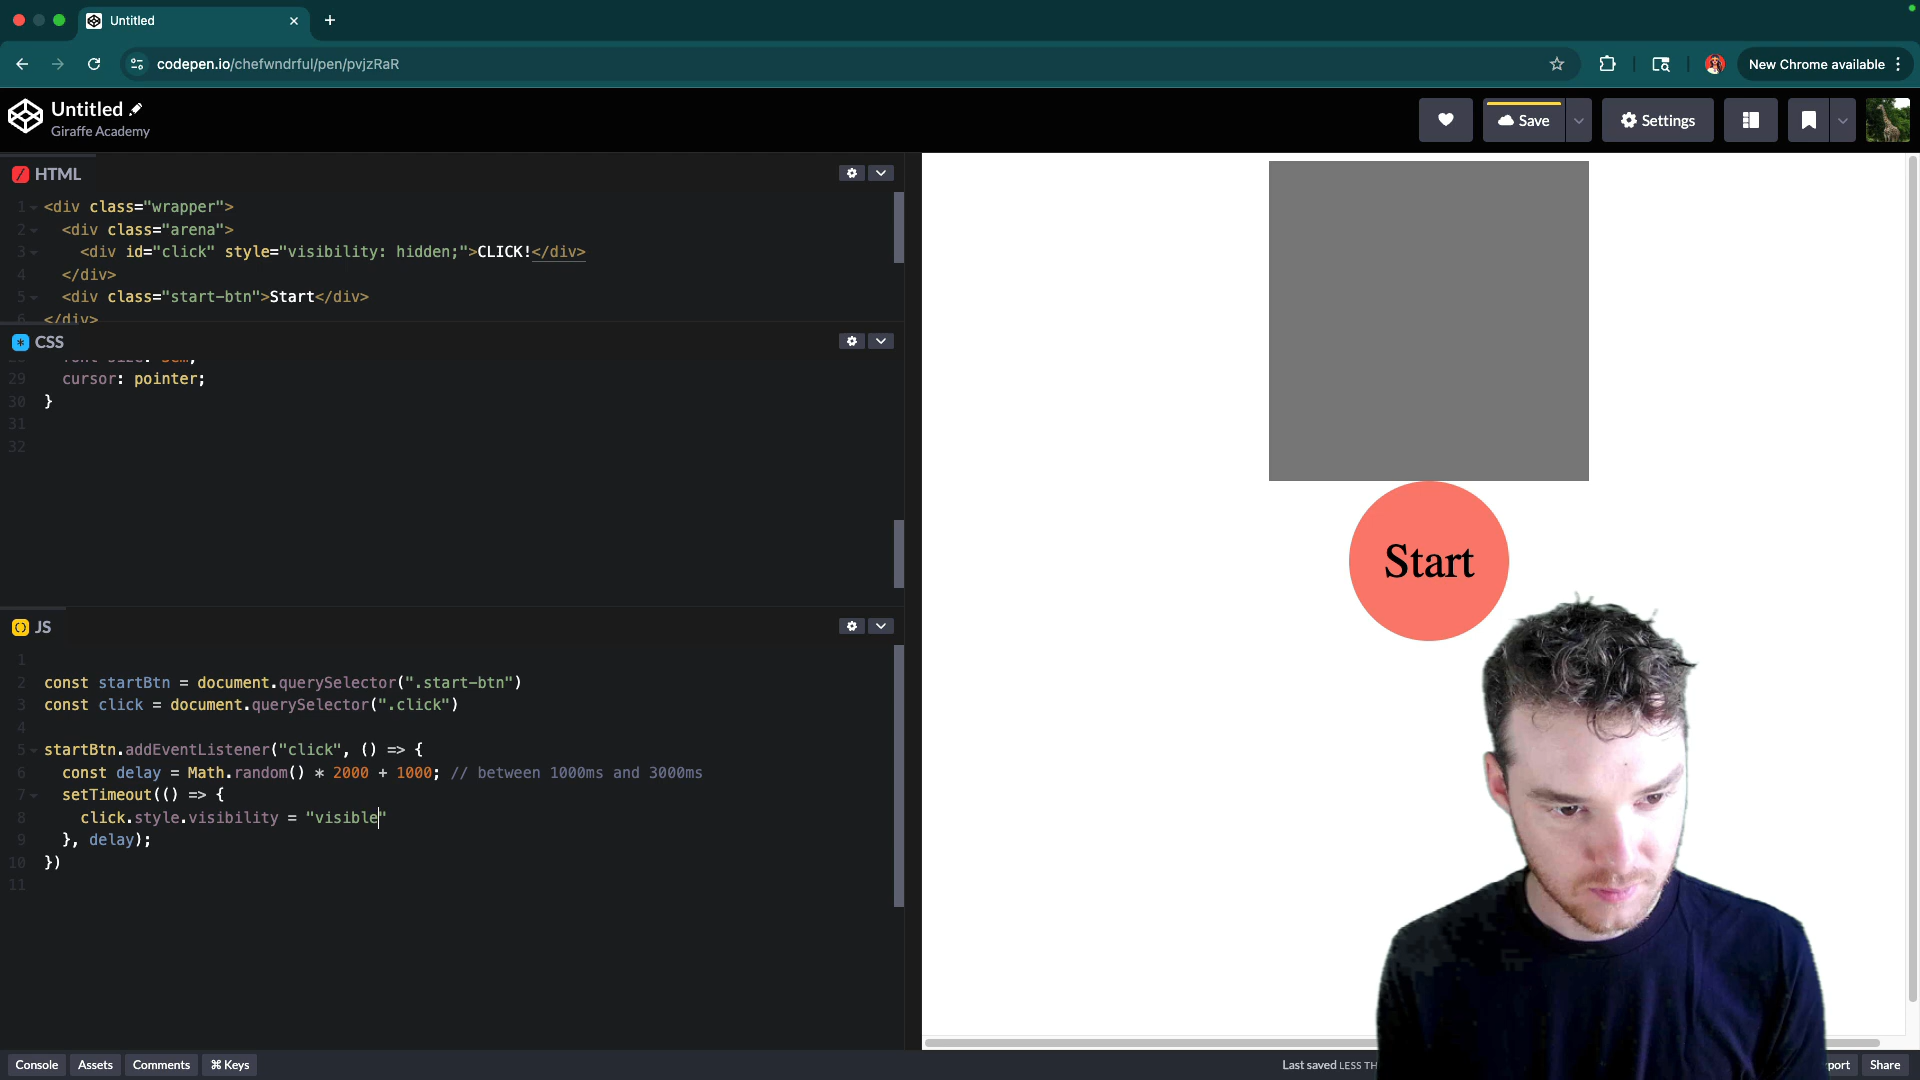 Untitled
codepen.io/chefwndrful/pen/pvjzRaR
New Chrome available
Untitled
Giraffe Academy
Save
Settings
HTML
1 <div class="wrapper">
2 <div class="arena">
3 <div id="click" style="visibility: hidden;">CLICK!</div>
4 </div>
5 <div class="start-btn">Start</div>
6 </div>
CSS
29 cursor: pointer;
30 }
31
32
JS
1
2 const startBtn = document.querySelector(".start-btn")
3 const click = document.querySelector(".click")
4
5 startBtn.addEventListener("click", () => {
6 const delay = Math.random() * 2000 + 1000; // between 1000ms and 3000ms
7 setTimeout(() => {
8 click.style.visibility = "visible"
9 }, delay);
10 })
11
Start
Console Assets Comments ⌘ Keys
Last saved LESS
Share